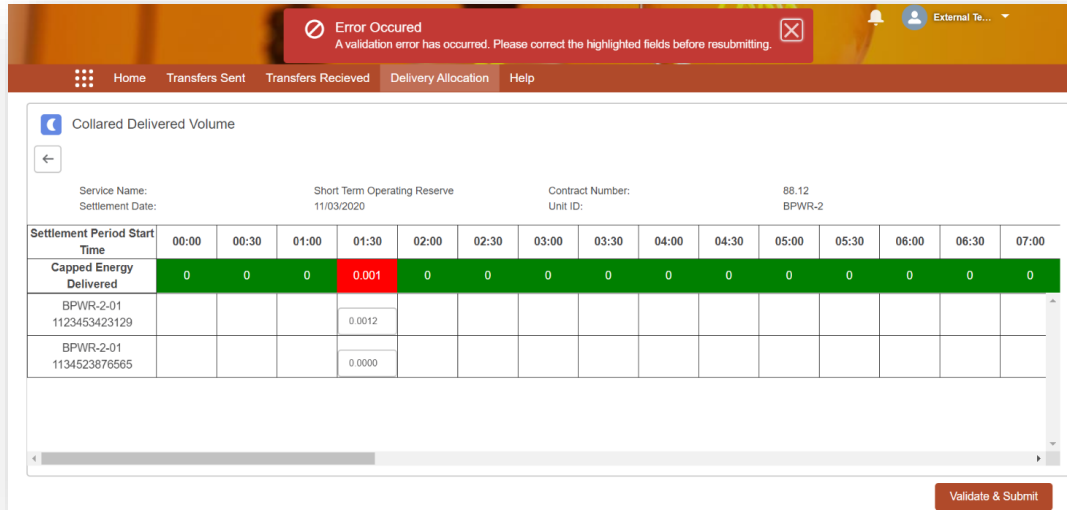 Error Occured
A validation error has occurred. Please correct the highlighted fields before resubmitting.
External Te...
Home Transfers Sent Transfers Recieved Delivery Allocation Help
Collared Delivered Volume
Service Name: Short Term Operating Reserve Contract Number: 88.12
Settlement Date: 11/03/2020 Unit ID: BPWR-2
Settlement Period Start
Time 00:00 00:30 01:00 01:30 02:00 02:30 03:00 03:30 04:00 04:30 05:00 05:30 06:00 06:30 07:00
Capped Energy
Delivered 0 0 0 0.001 0 0 0 0 0 0 0 0 0 0 0
BPWR-2-01
1123453423129 0.0012
BPWR-2-01
1134523876565 0.0000
Validate & Submit